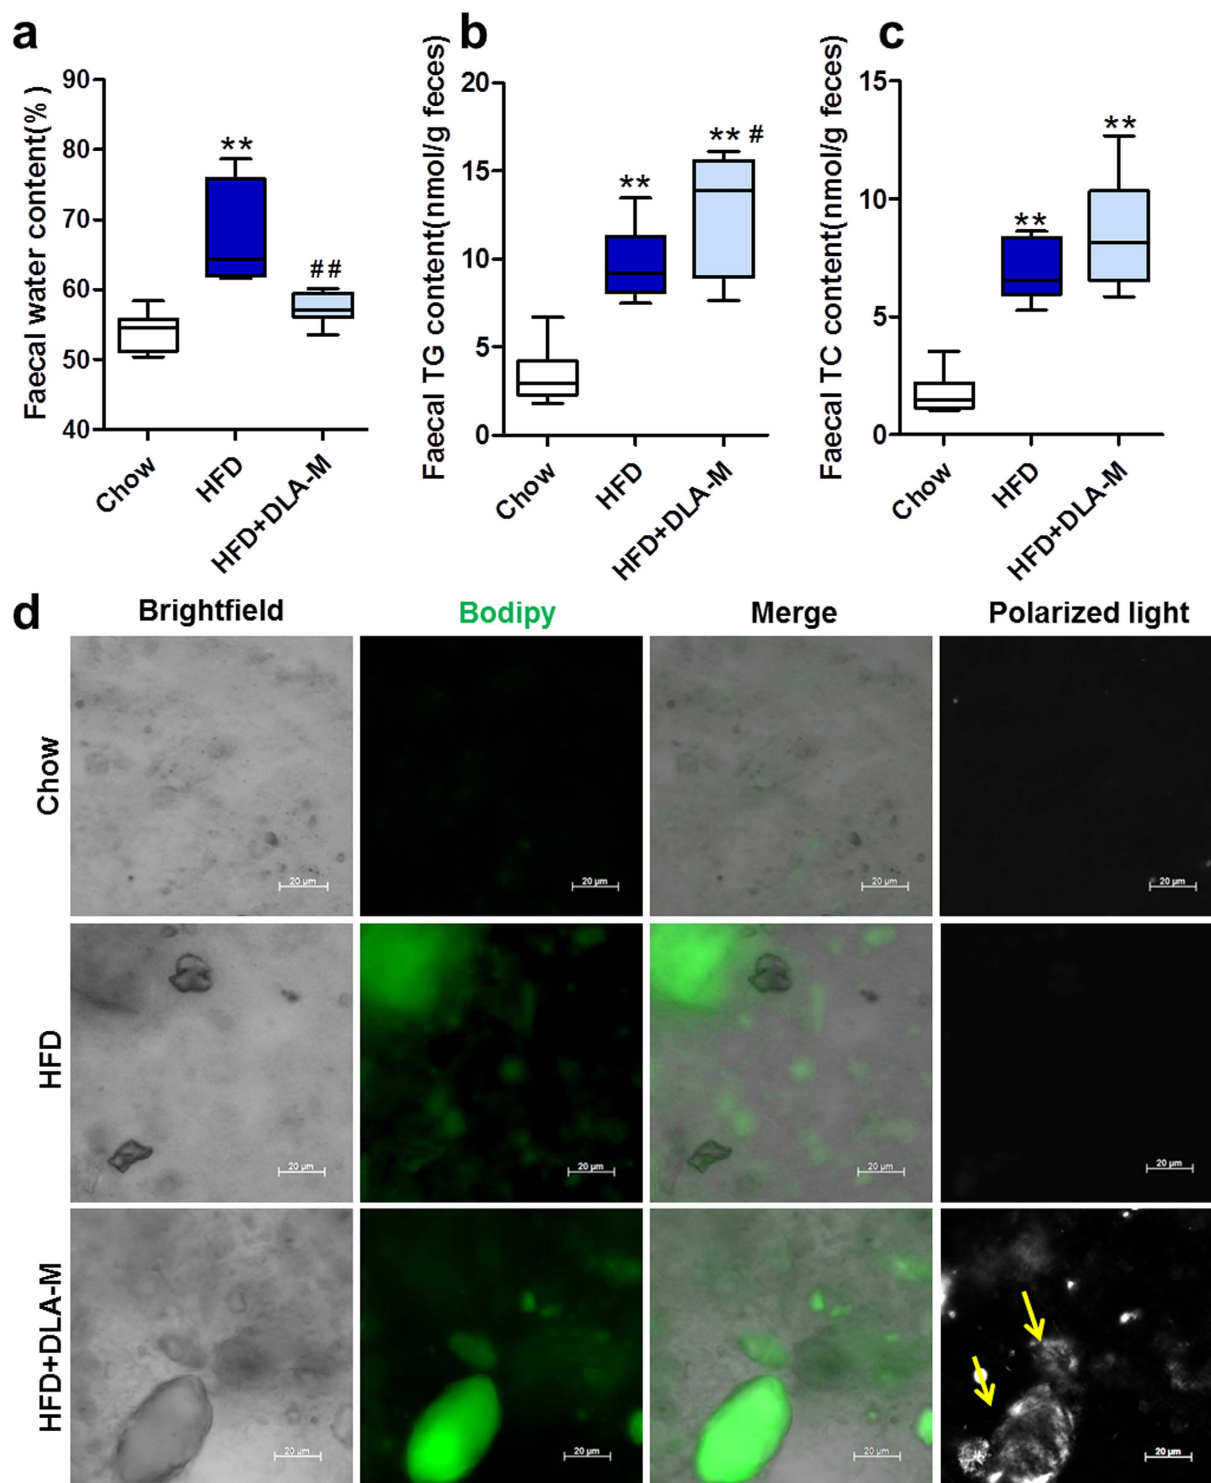 a
Faecal water content(%)
90
80
70
60
50
40
**
##
Chow
HFD
HFD+DLA-M
b
Faecal TG content(nmol/g feces)
20
15
10
5
0
**
** #
Chow
HFD
HFD+DLA-M
c
Faecal TC content(nmol/g feces)
15
10
5
0
**
**
Chow
HFD
HFD+DLA-M
d
Brightfield
Bodipy
Merge
Polarized light
Chow
20 µm
20 µm
20 µm
20 µm
HFD
20 µm
20 µm
20 µm
20 µm
HFD+DLA-M
20 µm
20 µm
20 µm
20 µm